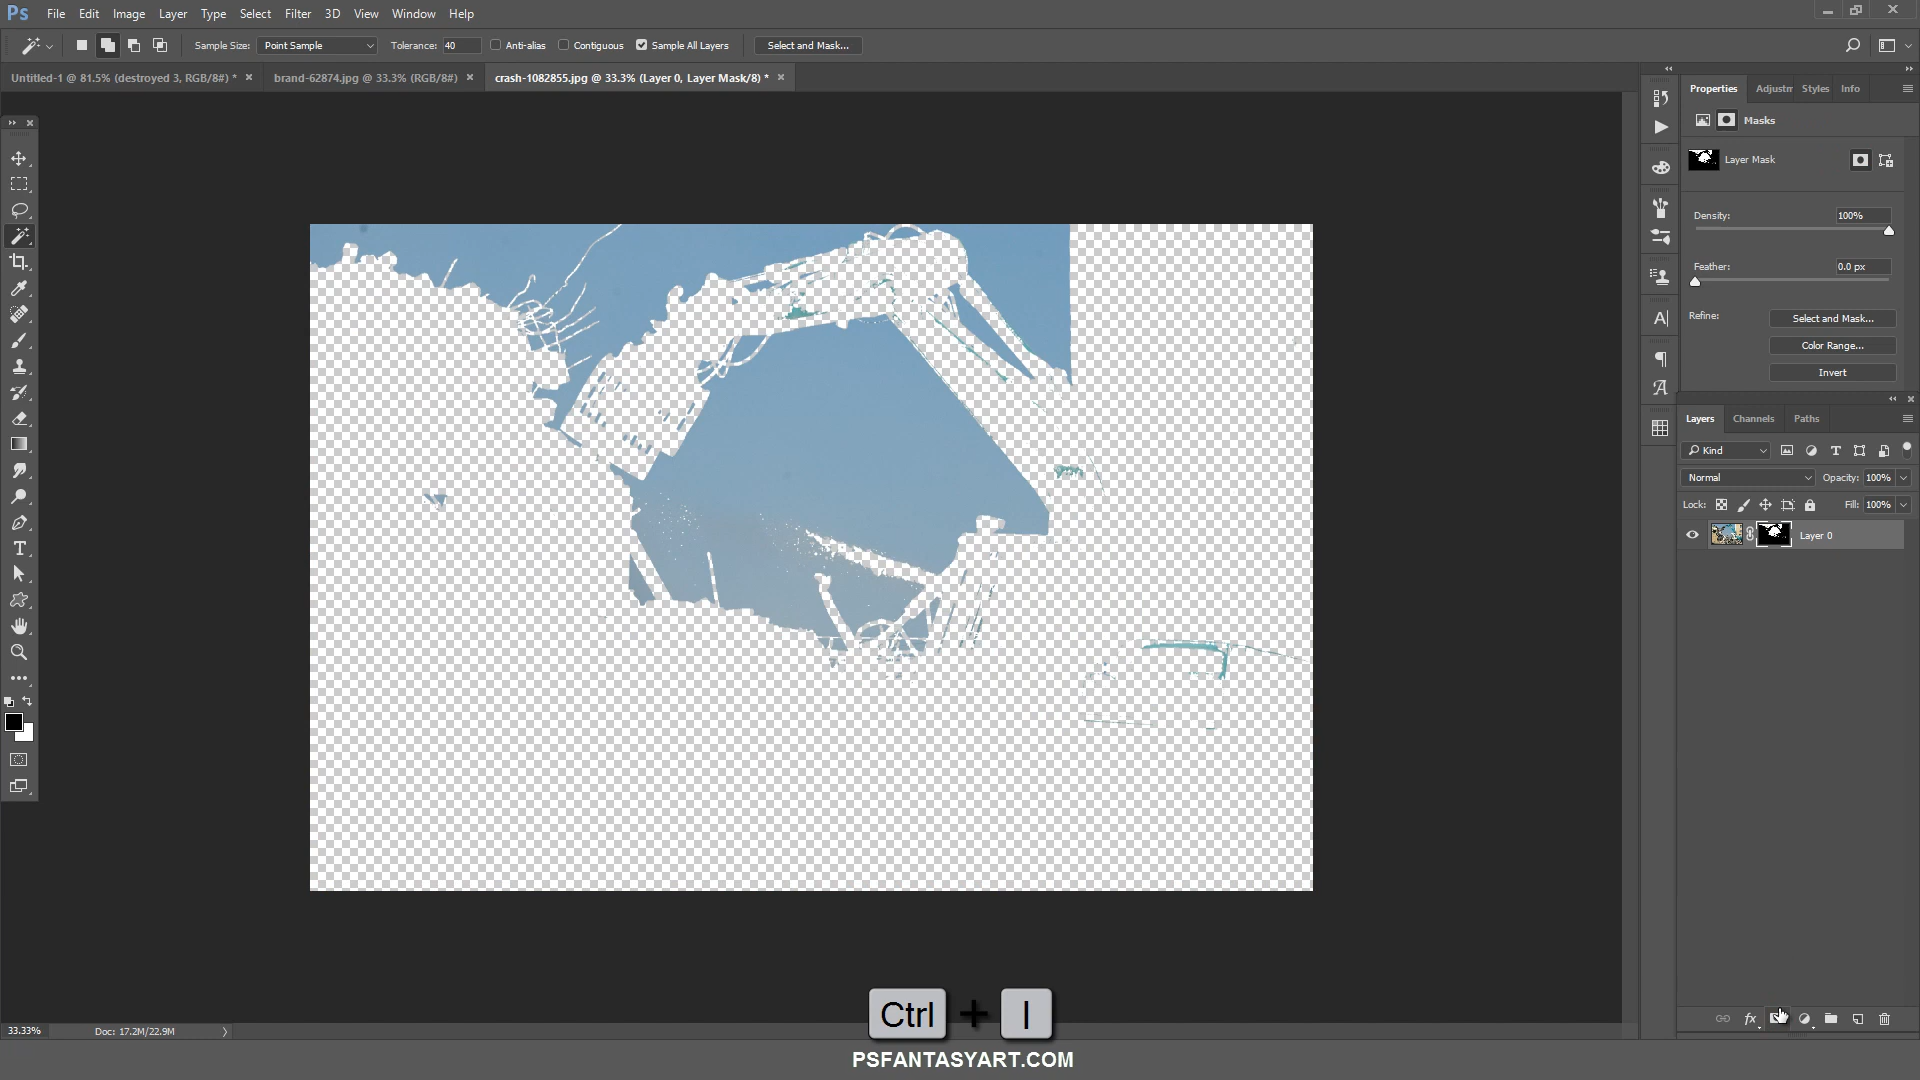 Ps File Edit Image Layer Type Select Filter 3D View Window Help
Sample Size: Point Sample Tolerance: 40 Anti-alias Contiguous Sample All Layers Select and Mask...
Untitled-1 @ 81.5% (destroyed 3, RGB/8#) * × brand-62874.jpg @ 33.3% (RGB/8#) × crash-1082855.jpg @ 33.3% (Layer 0, Layer Mask/8) * ×
Properties Adjustm Styles Info
Masks
Layer Mask
Density: 100%
Feather: 0.0 px
Refine: Select and Mask...
Color Range...
Invert
Layers Channels Paths
Kind
Normal Opacity: 100%
Lock: Fill: 100%
Layer 0
fx
Ctrl + I
33.33% Doc: 17.2M/22.9M
PSFANTASYART.COM